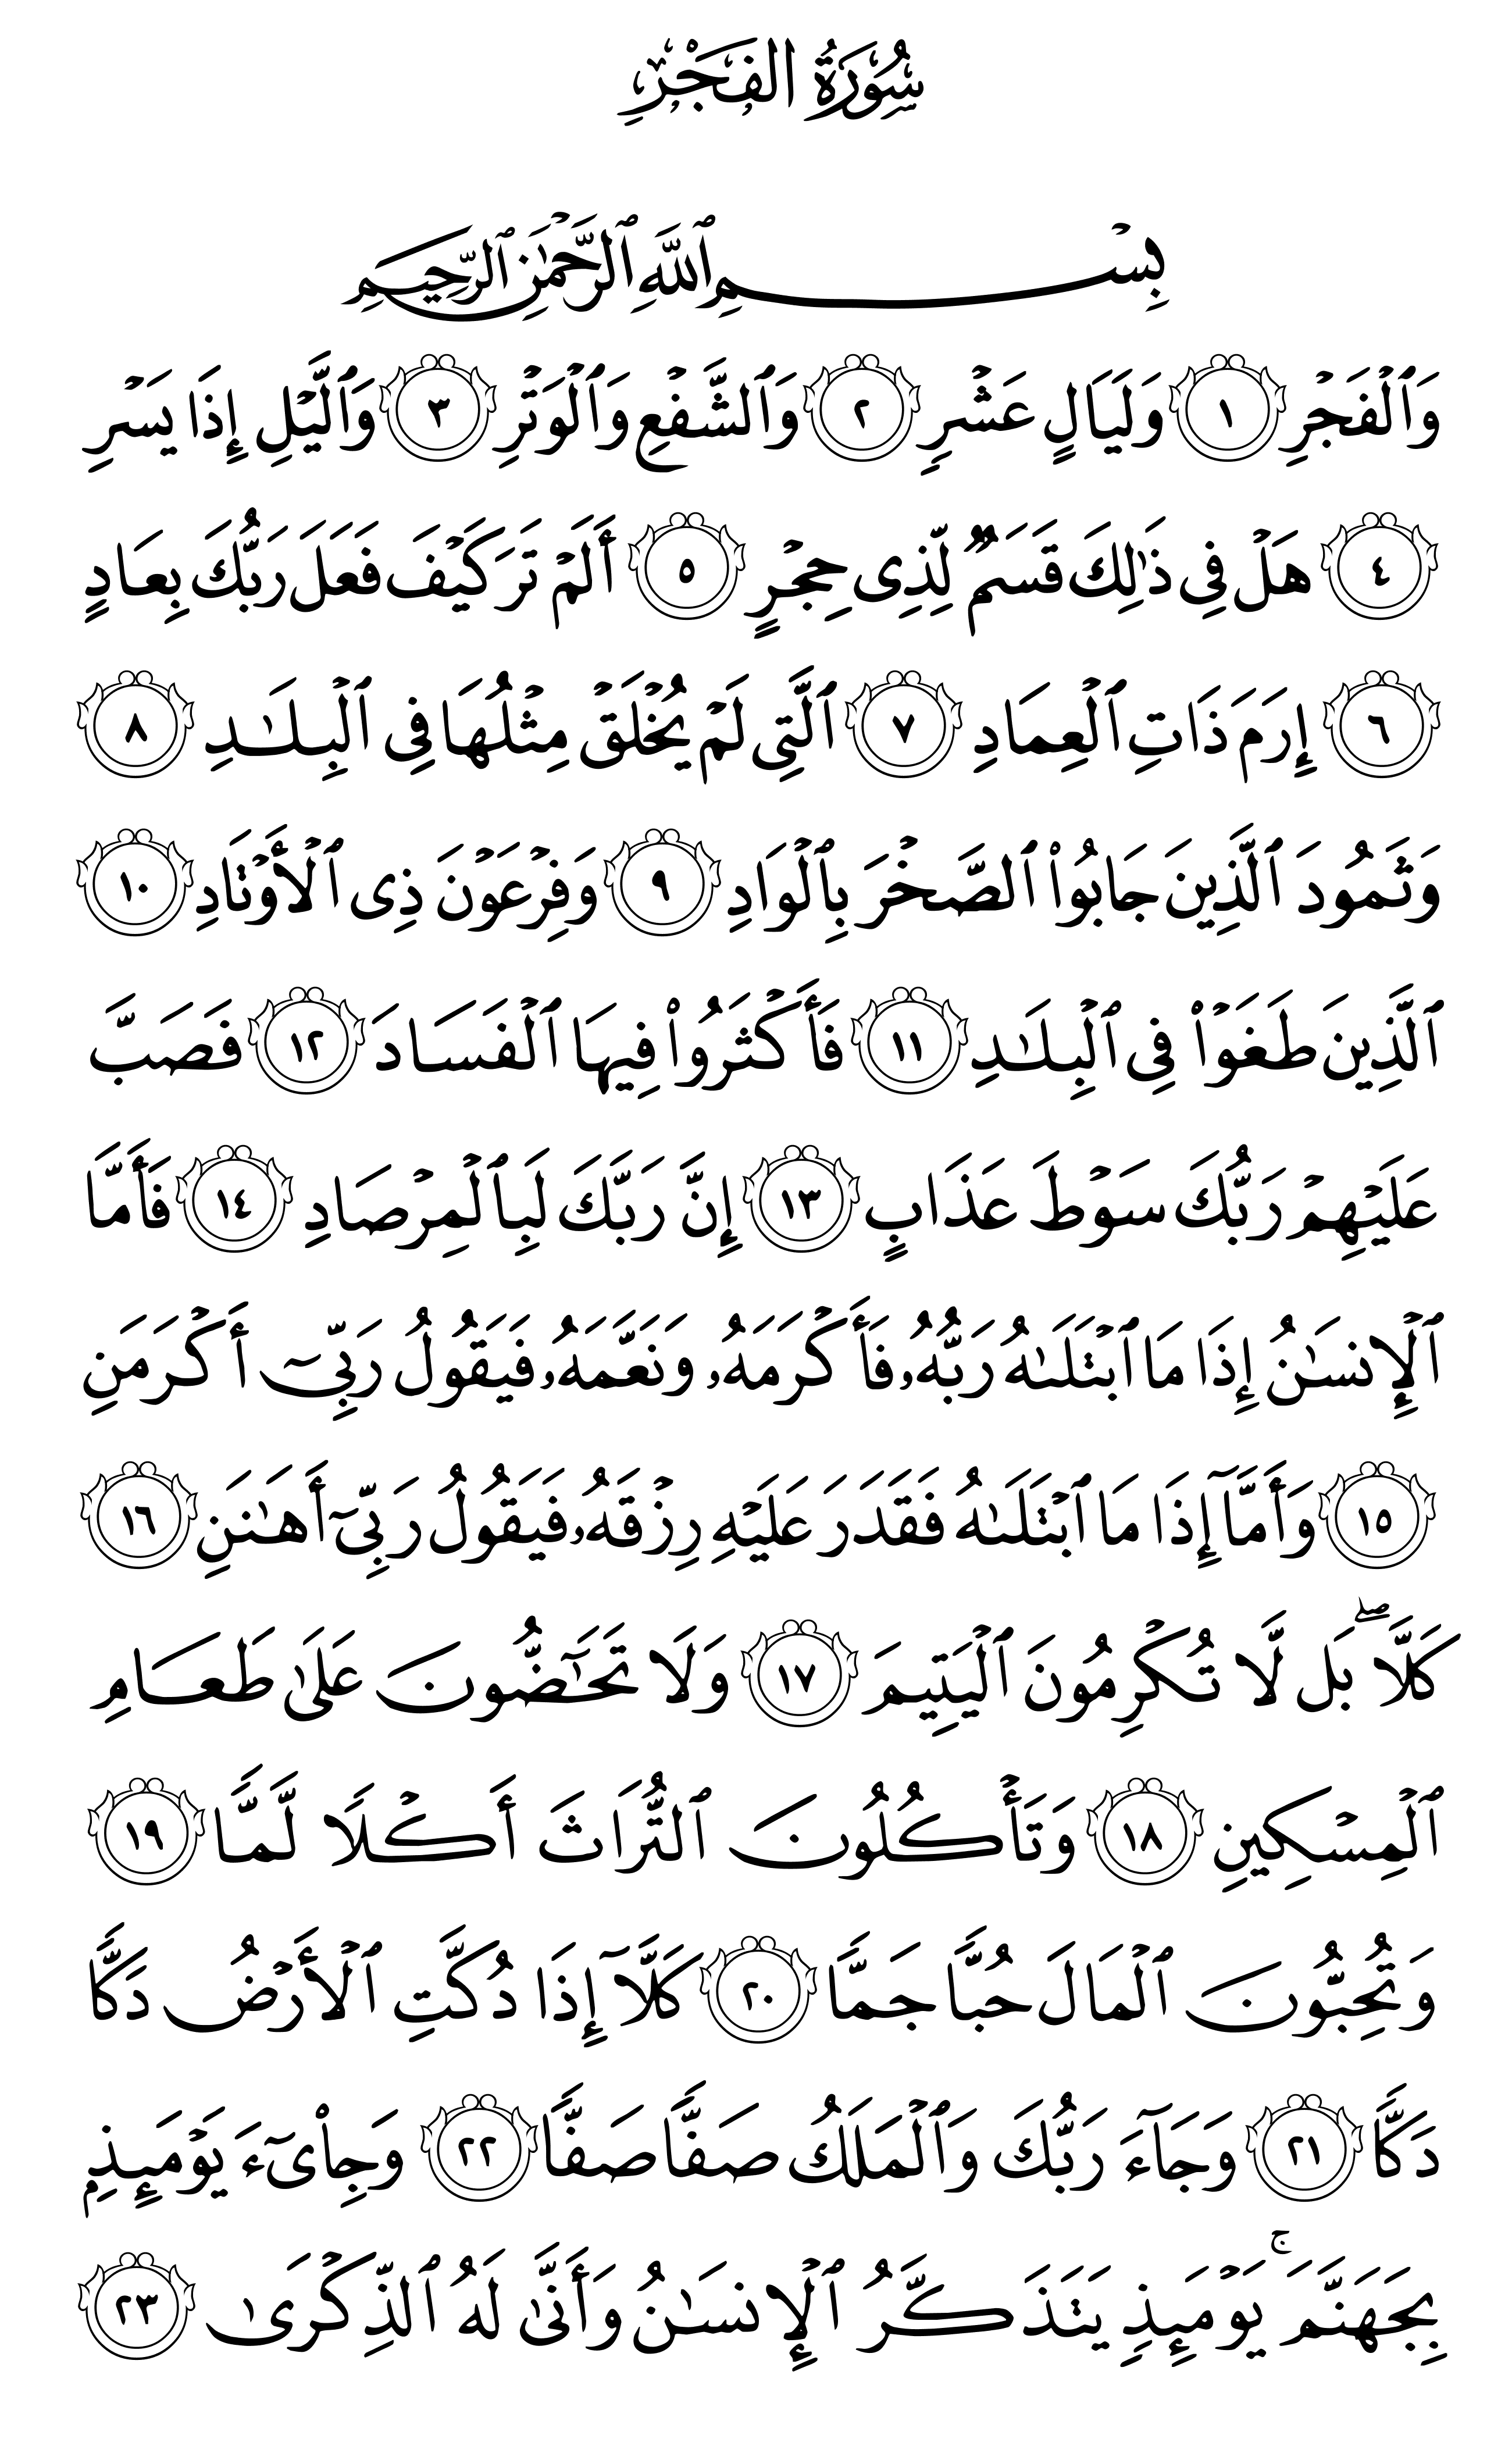 سُورَةُ الفَجْرِ
بِسْمِ ٱللَّهِ ٱلرَّحْمَٰنِ ٱلرَّحِيمِ
وَٱلْفَجْرِ ١ وَلَيَالٍ عَشْرٍ ٢ وَٱلشَّفْعِ وَٱلْوَتْرِ ٣ وَٱلَّيْلِ إِذَا يَسْرِ
٤ هَلْ فِى ذَٰلِكَ قَسَمٌ لِّذِى حِجْرٍ ٥ أَلَمْ تَرَ كَيْفَ فَعَلَ رَبُّكَ بِعَادٍ
٦ إِرَمَ ذَاتِ ٱلْعِمَادِ ٧ ٱلَّتِى لَمْ يُخْلَقْ مِثْلُهَا فِى ٱلْبِلَـٰدِ ٨
وَثَمُودَ ٱلَّذِينَ جَابُوا۟ ٱلصَّخْرَ بِٱلْوَادِ ٩ وَفِرْعَوْنَ ذِى ٱلْأَوْتَادِ ١٠
ٱلَّذِينَ طَغَوْا۟ فِى ٱلْبِلَـٰدِ ١١ فَأَكْثَرُوا۟ فِيهَا ٱلْفَسَادَ ١٢ فَصَبَّ
عَلَيْهِمْ رَبُّكَ سَوْطَ عَذَابٍ ١٣ إِنَّ رَبَّكَ لَبِٱلْمِرْصَادِ ١٤ فَأَمَّا
ٱلْإِنسَـٰنُ إِذَا مَا ٱبْتَلَىٰهُ رَبُّهُۥ فَأَكْرَمَهُۥ وَنَعَّمَهُۥ فَيَقُولُ رَبِّىٓ أَكْرَمَنِ
١٥ وَأَمَّآ إِذَا مَا ٱبْتَلَىٰهُ فَقَدَرَ عَلَيْهِ رِزْقَهُۥ فَيَقُولُ رَبِّىٓ أَهَـٰنَنِ ١٦
كَلَّا ۖ بَل لَّا تُكْرِمُونَ ٱلْيَتِيمَ ١٧ وَلَا تَحَـٰٓضُّونَ عَلَىٰ طَعَامِ
ٱلْمِسْكِينِ ١٨ وَتَأْكُلُونَ ٱلتُّرَاثَ أَكْلًا لَّمًّا ١٩
وَتُحِبُّونَ ٱلْمَالَ حُبًّا جَمًّا ٢٠ كَلَّآ إِذَا دُكَّتِ ٱلْأَرْضُ دَكًّا
دَكًّا ٢١ وَجَآءَ رَبُّكَ وَٱلْمَلَكُ صَفًّا صَفًّا ٢٢ وَجِا۟ىٓءَ يَوْمَئِذٍۭ
بِجَهَنَّمَ ۚ يَوْمَئِذٍ يَتَذَكَّرُ ٱلْإِنسَـٰنُ وَأَنَّىٰ لَهُ ٱلذِّكْرَىٰ ٢٣